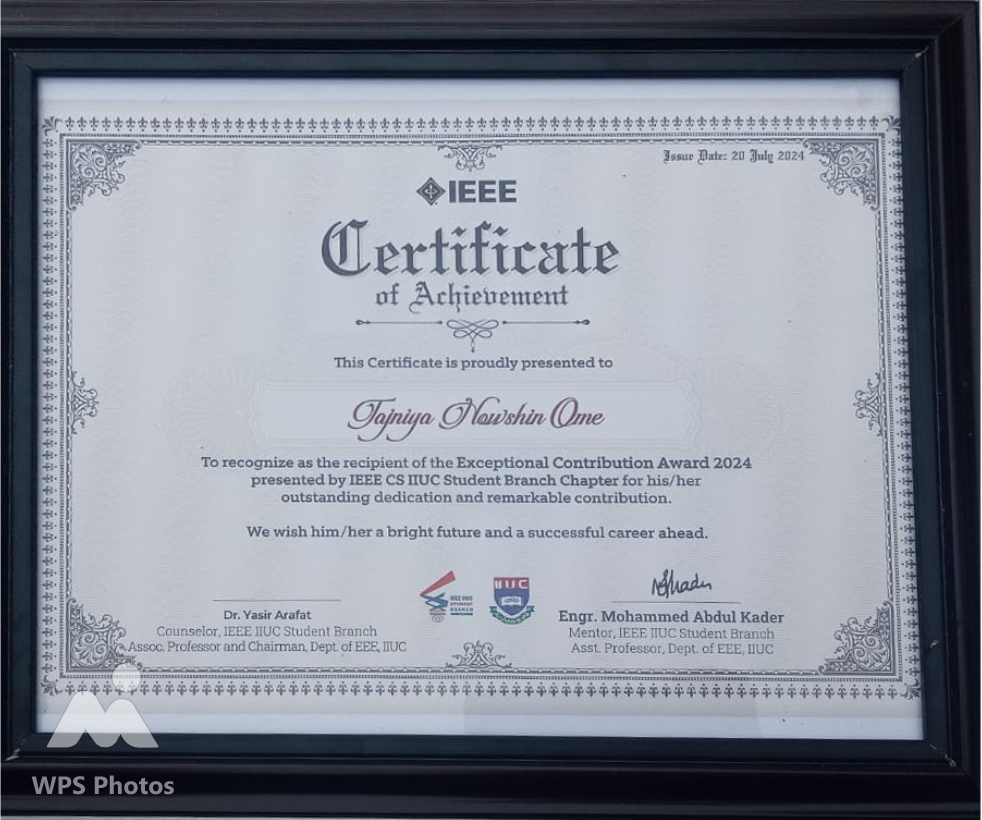 Issue Date: 20 July 2024
IEEE
Certificate
of Achievement
This Certificate is proudly presented to
Tajniya Nowshin Ome
To recognize as the recipient of the Exceptional Contribution Award 2024
presented by IEEE CS IIUC Student Branch Chapter for his/her
outstanding dedication and remarkable contribution.
We wish him/her a bright future and a successful career ahead.
IEEE IIUC
STUDENT
BRANCH
IIUC
Dr. Yasir Arafat
Counselor, IEEE IIUC Student Branch
Assoc. Professor and Chairman, Dept. of EEE, IIUC
Engr. Mohammed Abdul Kader
Mentor, IEEE IIUC Student Branch
Asst. Professor, Dept. of EEE, IIUC
WPS Photos